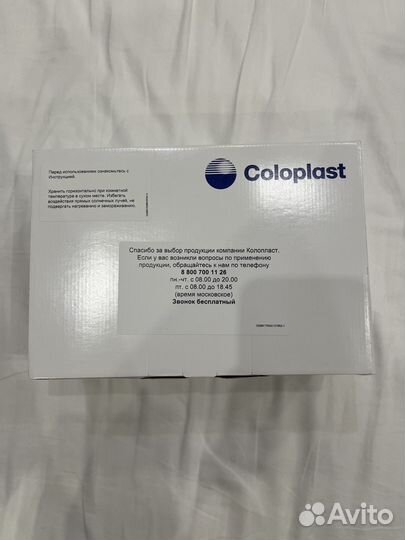 Перед использованием ознакомьтесь с
Инструкцией.
Хранить горизонтально при комнатной
температуре в сухом месте. Избегать
воздействия прямых солнечных лучей, не
подвергать нагреванию и замораживанию.
Coloplast
Спасибо за выбор продукции компании Колопласт.
Если у вас возникли вопросы по применению
продукции, обращайтесь к нам по телефону
8 800 700 11 26
пн.-чт. с 08.00 до 20.00
пт. с 08.00 до 18.45
(время московское)
Звонок бесплатный
Avito